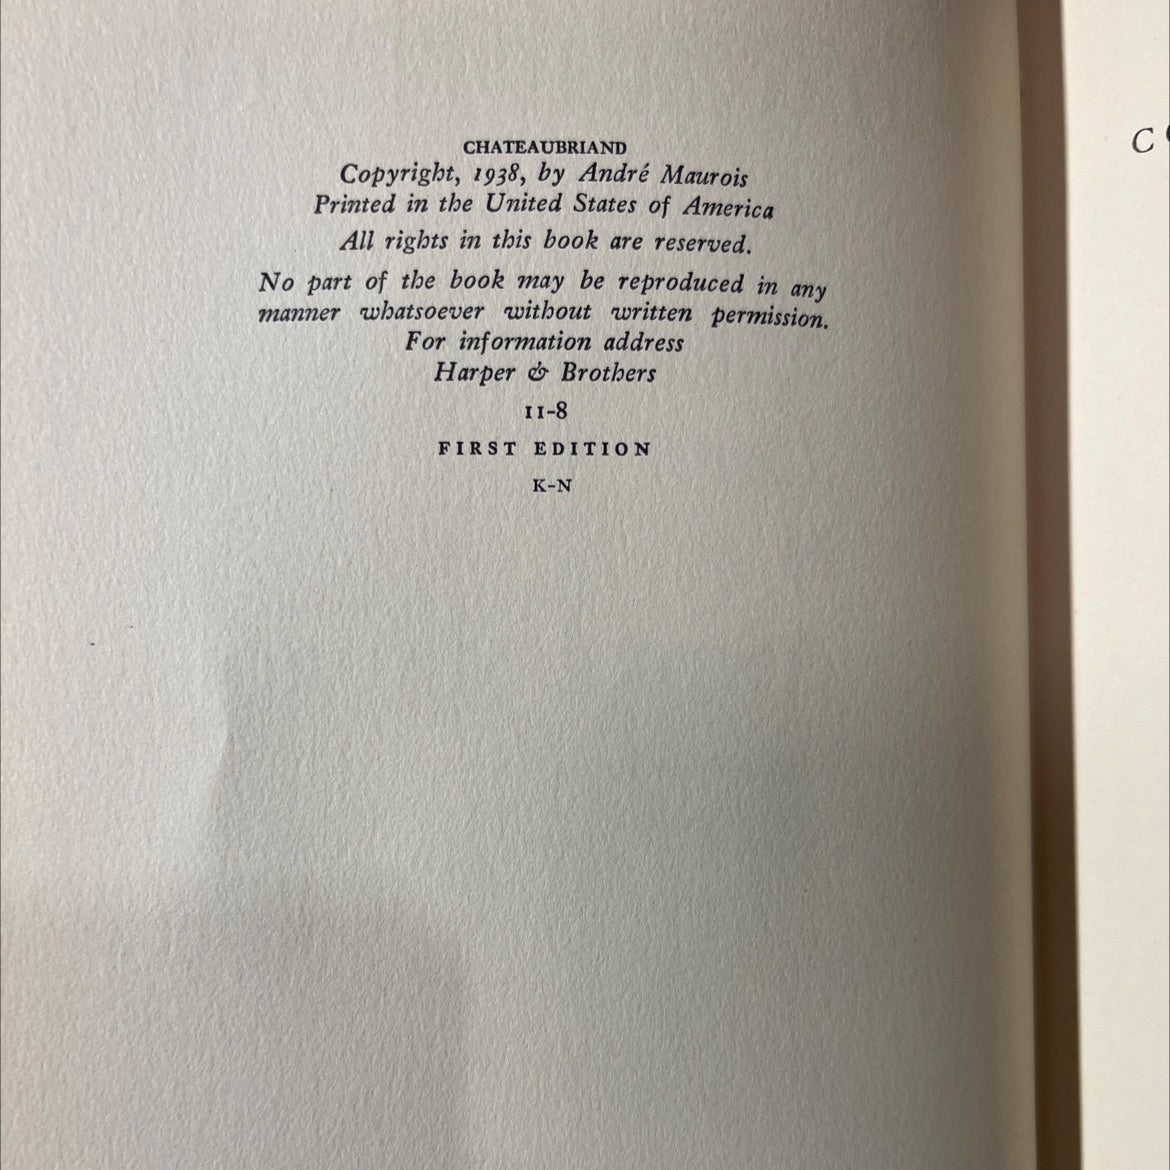 CHATEAUBRIAND
Copyright, 1938, by André Maurois
Printed in the United States of America
All rights in this book are reserved.
No part of the book may be reproduced in any
manner whatsoever without written permission.
For information address
Harper & Brothers
11-8
FIRST EDITION
K-N